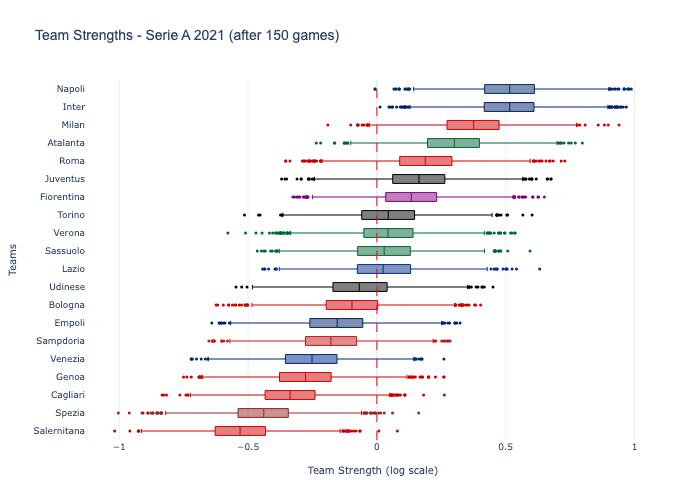 Team Strengths - Serie A 2021 (after 150 games)
Napoli
Inter
Milan
Atalanta
Roma
Juventus
Fiorentina
Torino
Verona
Sassuolo
Lazio
Udinese
Bologna
Empoli
Sampdoria
Venezia
Genoa
Cagliari
Spezia
Salernitana
Teams
−1
−0.5
0
0.5
1
Team Strength (log scale)